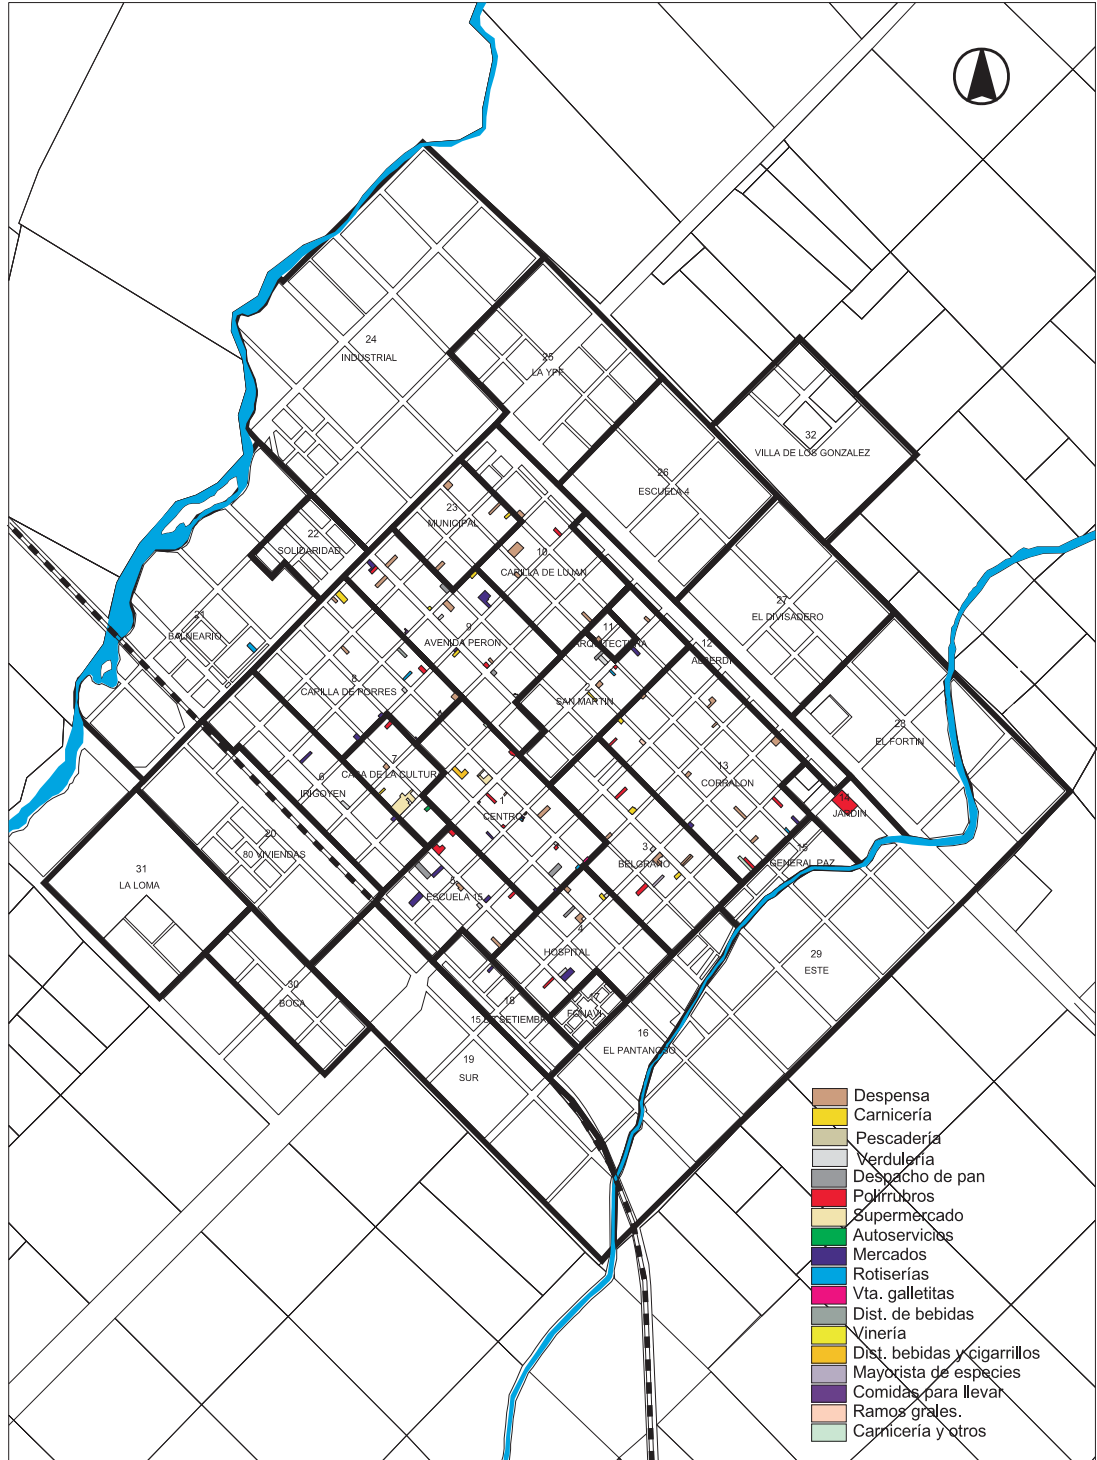 24
INDUSTRIAL
25
LA YPF
32
VILLA DE LOS GONZALEZ
26
ESCUELA 4
23
MUNICIPAL
22
SOLIDARIDAD
10
CARILLA DE LUJAN
27
EL DIVISADERO
21
BALNEARIO
9
AVENIDA PERON
11
ARQUITECTURA
12
ALBERDI
8
CARILLA DE PORRES
2
SAN MARTIN
28
EL FORTIN
7
CASA DE LA CULTURA
6
IRIGOYEN
13
CORRALON
1
CENTRO
14
JARDIN
20
80 VIVIENDAS
3
BELGRANO
15
GENERAL PAZ
31
LA LOMA
5
ESCUELA 15
4
HOSPITAL
29
ESTE
30
BOCA
18
15 DE SETIEMBRE
17
FONAVI
16
EL PANTANOSO
19
SUR
Despensa
Carnicería
Pescadería
Verdulería
Despacho de pan
Polirrubros
Supermercado
Autoservicios
Mercados
Rotiserías
Vta. galletitas
Dist. de bebidas
Vinería
Dist. bebidas y cigarrillos
Mayorista de especies
Comidas para llevar
Ramos grales.
Carnicería y otros